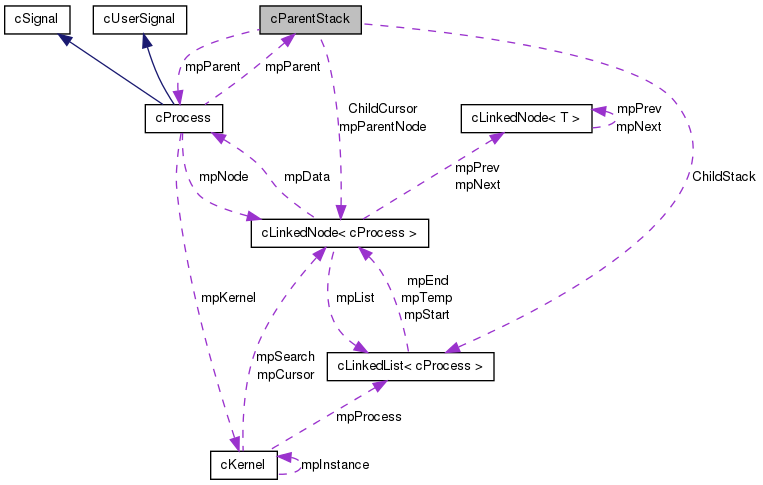 cSignal
cUserSignal
cParentStack
mpParent
mpParent
cProcess
ChildCursor
mpParentNode
cLinkedNode< T >
mpPrev
mpNext
mpNode
mpData
mpPrev
mpNext
ChildStack
cLinkedNode< cProcess >
mpKernel
mpList
mpEnd
mpTemp
mpStart
mpSearch
mpCursor
cLinkedList< cProcess >
mpProcess
cKernel
mpInstance